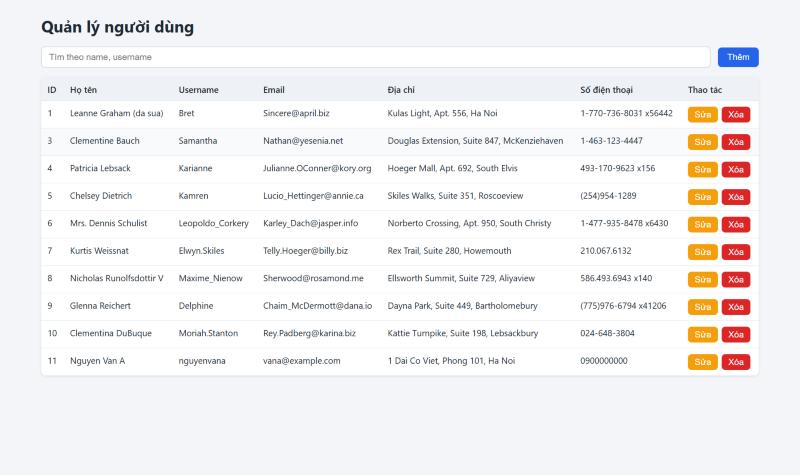 Quản lý người dùng
Tìm theo name, username Thêm
ID Họ tên Username Email Địa chỉ Số điện thoại Thao tác
1 Leanne Graham (da sua) Bret Sincere@april.biz Kulas Light, Apt. 556, Ha Noi 1-770-736-8031 x56442 Sửa Xóa
3 Clementine Bauch Samantha Nathan@yesenia.net Douglas Extension, Suite 847, McKenziehaven 1-463-123-4447 Sửa Xóa
4 Patricia Lebsack Karianne Julianne.OConner@kory.org Hoeger Mall, Apt. 692, South Elvis 493-170-9623 x156 Sửa Xóa
5 Chelsey Dietrich Kamren Lucio_Hettinger@annie.ca Skiles Walks, Suite 351, Roscoeview (254)954-1289 Sửa Xóa
6 Mrs. Dennis Schulist Leopoldo_Corkery Karley_Dach@jasper.info Norberto Crossing, Apt. 950, South Christy 1-477-935-8478 x6430 Sửa Xóa
7 Kurtis Weissnat Elwyn.Skiles Telly.Hoeger@billy.biz Rex Trail, Suite 280, Howemouth 210.067.6132 Sửa Xóa
8 Nicholas Runolfsdottir V Maxime_Nienow Sherwood@rosamond.me Ellsworth Summit, Suite 729, Aliyaview 586.493.6943 x140 Sửa Xóa
9 Glenna Reichert Delphine Chaim_McDermott@dana.io Dayna Park, Suite 449, Bartholomebury (775)976-6794 x41206 Sửa Xóa
10 Clementina DuBuque Moriah.Stanton Rey.Padberg@karina.biz Kattie Turnpike, Suite 198, Lebsackbury 024-648-3804 Sửa Xóa
11 Nguyen Van A nguyenvana vana@example.com 1 Dai Co Viet, Phong 101, Ha Noi 0900000000 Sửa Xóa